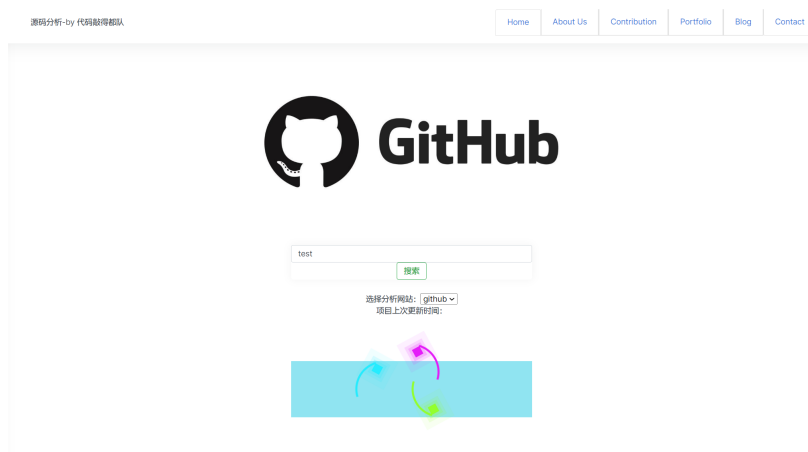 源码分析-by 代码敲得都队
Home
About Us
Contribution
Portfolio
Blog
Contact
GitHub
test
搜索
选择分析网站: github
项目上次更新时间: